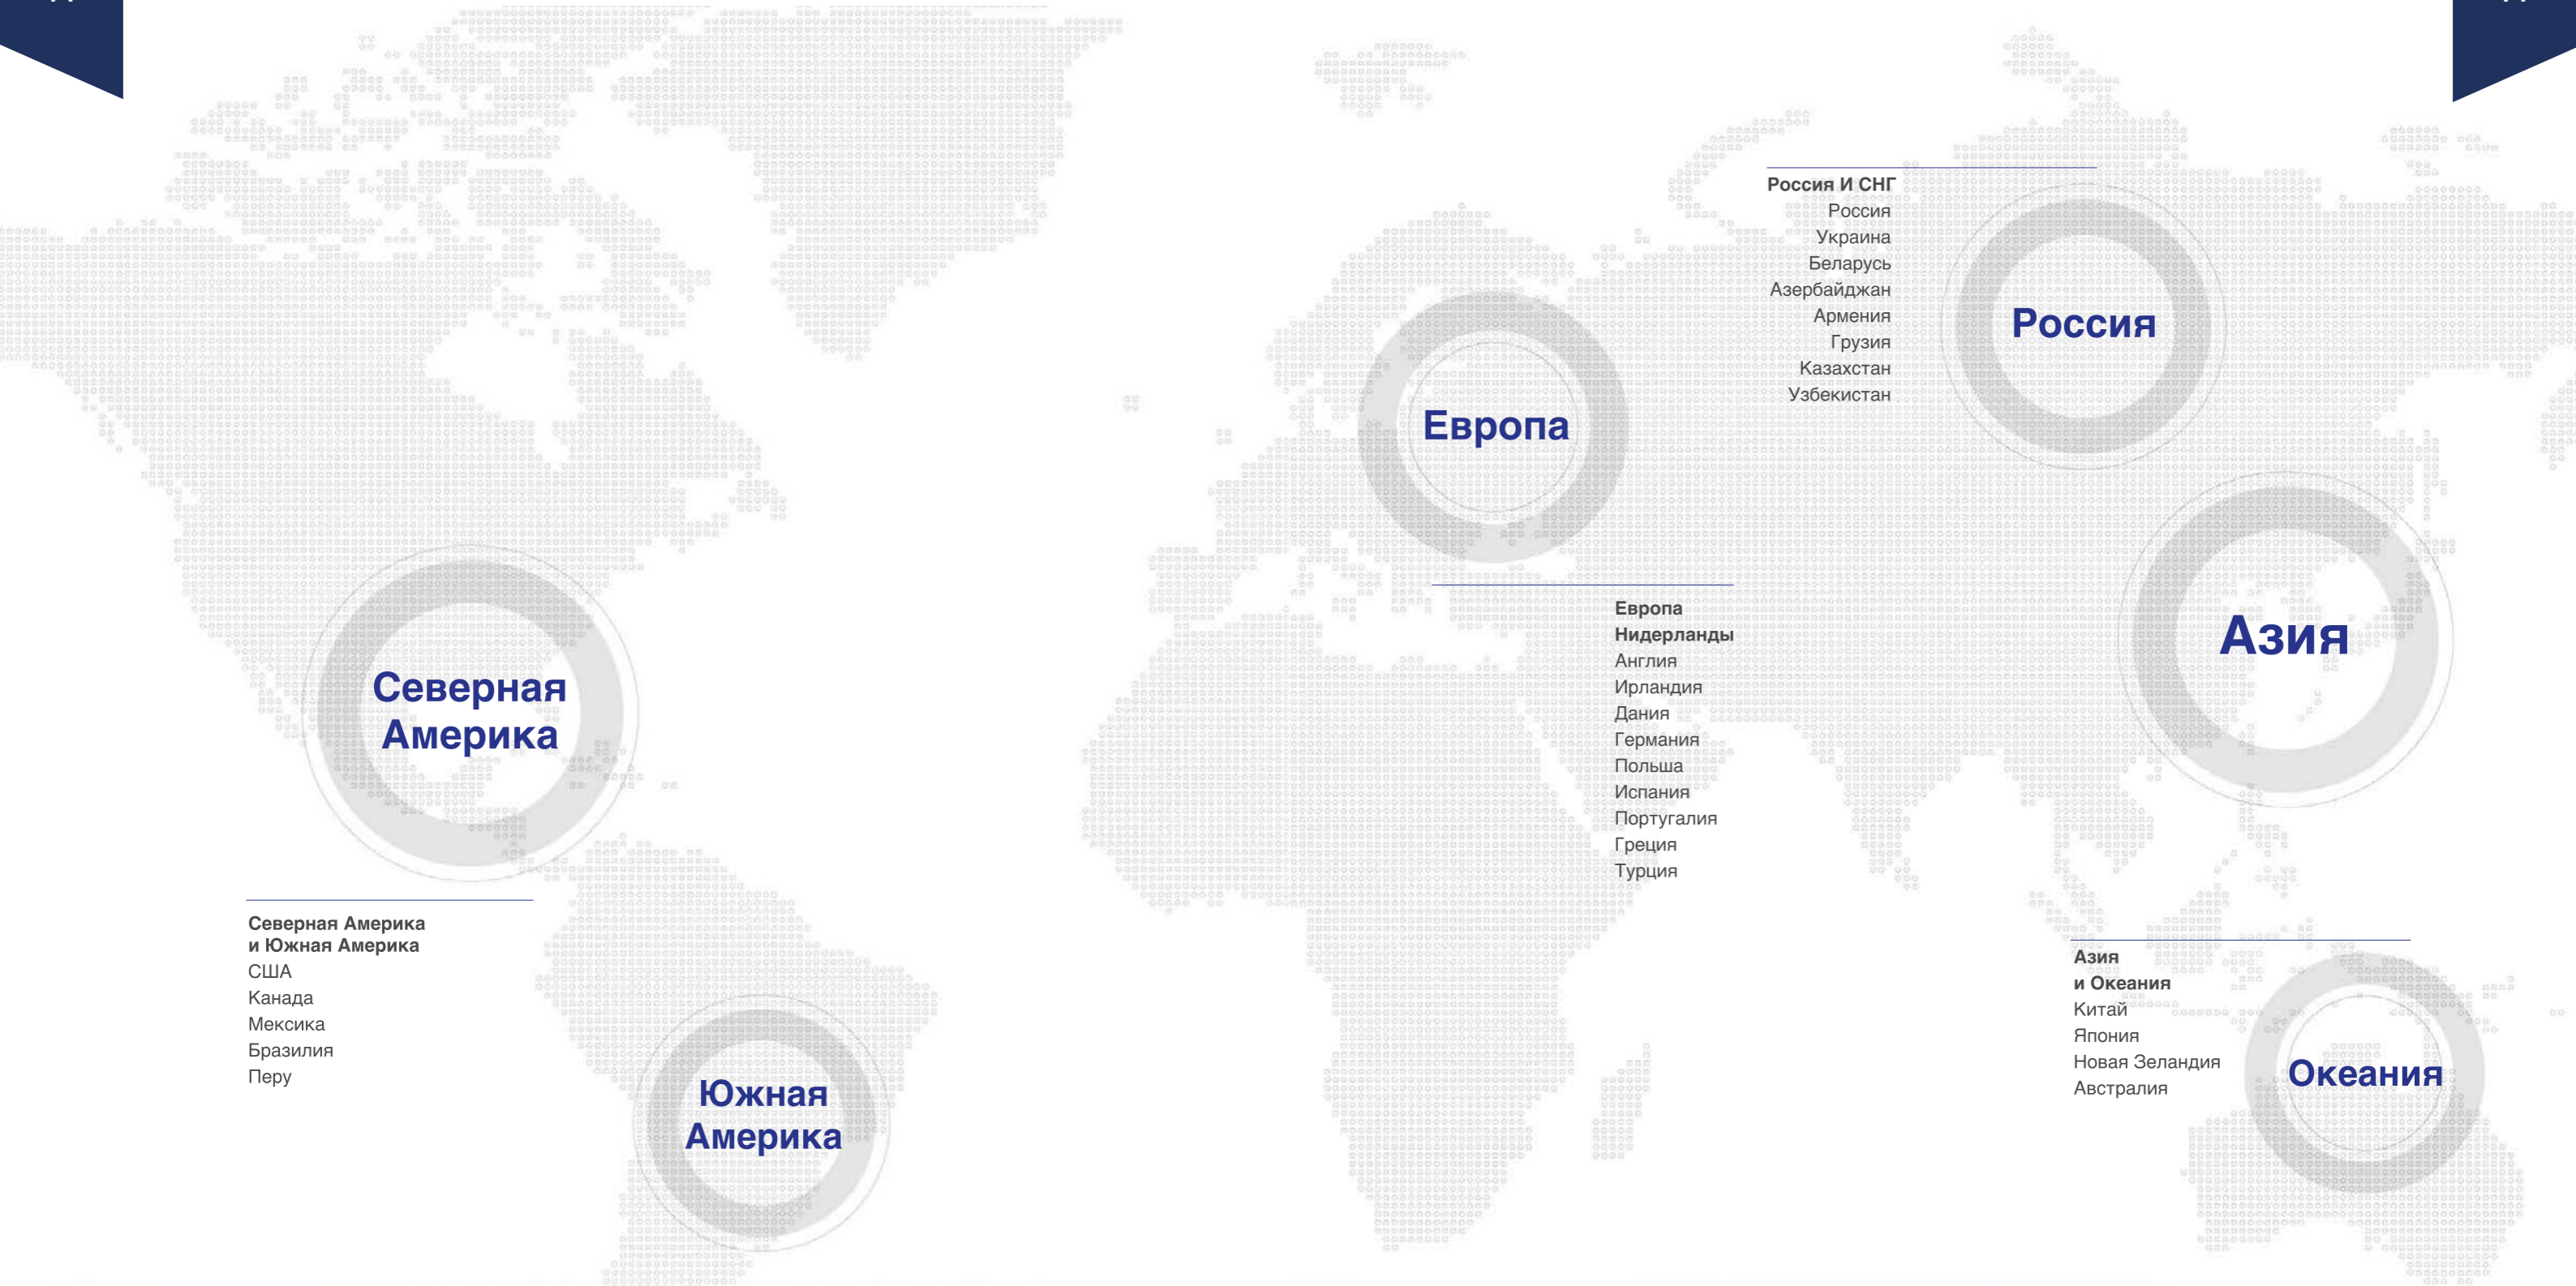 Россия И СНГ
Россия
Украина
Беларусь
Азербайджан
Армения
Грузия
Казахстан
Узбекистан
Россия
Европа
Европа
Нидерланды
Англия
Ирландия
Дания
Германия
Польша
Испания
Португалия
Греция
Турция
Азия
Северная
Америка
Северная Америка
и Южная Америка
США
Канада
Мексика
Бразилия
Перу
Южная
Америка
Азия
и Океания
Китай
Япония
Новая Зеландия
Австралия
Океания